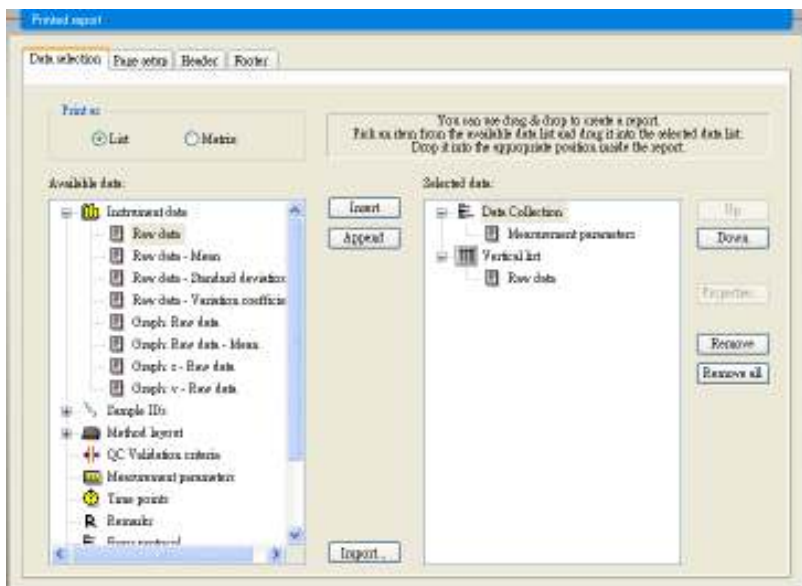 Printed report
Data selection
Page setup
Header
Footer
Print as
List
Matrix
You can use drag & drop to create a report.
Pick an item from the available data list and drag it into the selected data list.
Drop it into the appropriate position inside the report.
Available data:
Instrument data
Raw data
Raw data - Mean
Raw data - Standard deviation
Raw data - Variation coefficie
Graph: Raw data
Graph: Raw data - Mean
Graph: s - Raw data
Graph: v - Raw data
Sample IDs
Method layout
QC Validation criteria
Measurement parameters
Time points
Remarks
Insert
Append
Import...
Selected data:
Data Collection
Measurement parameters
Vertical list
Raw data
Up
Down
Properties...
Remove
Remove all